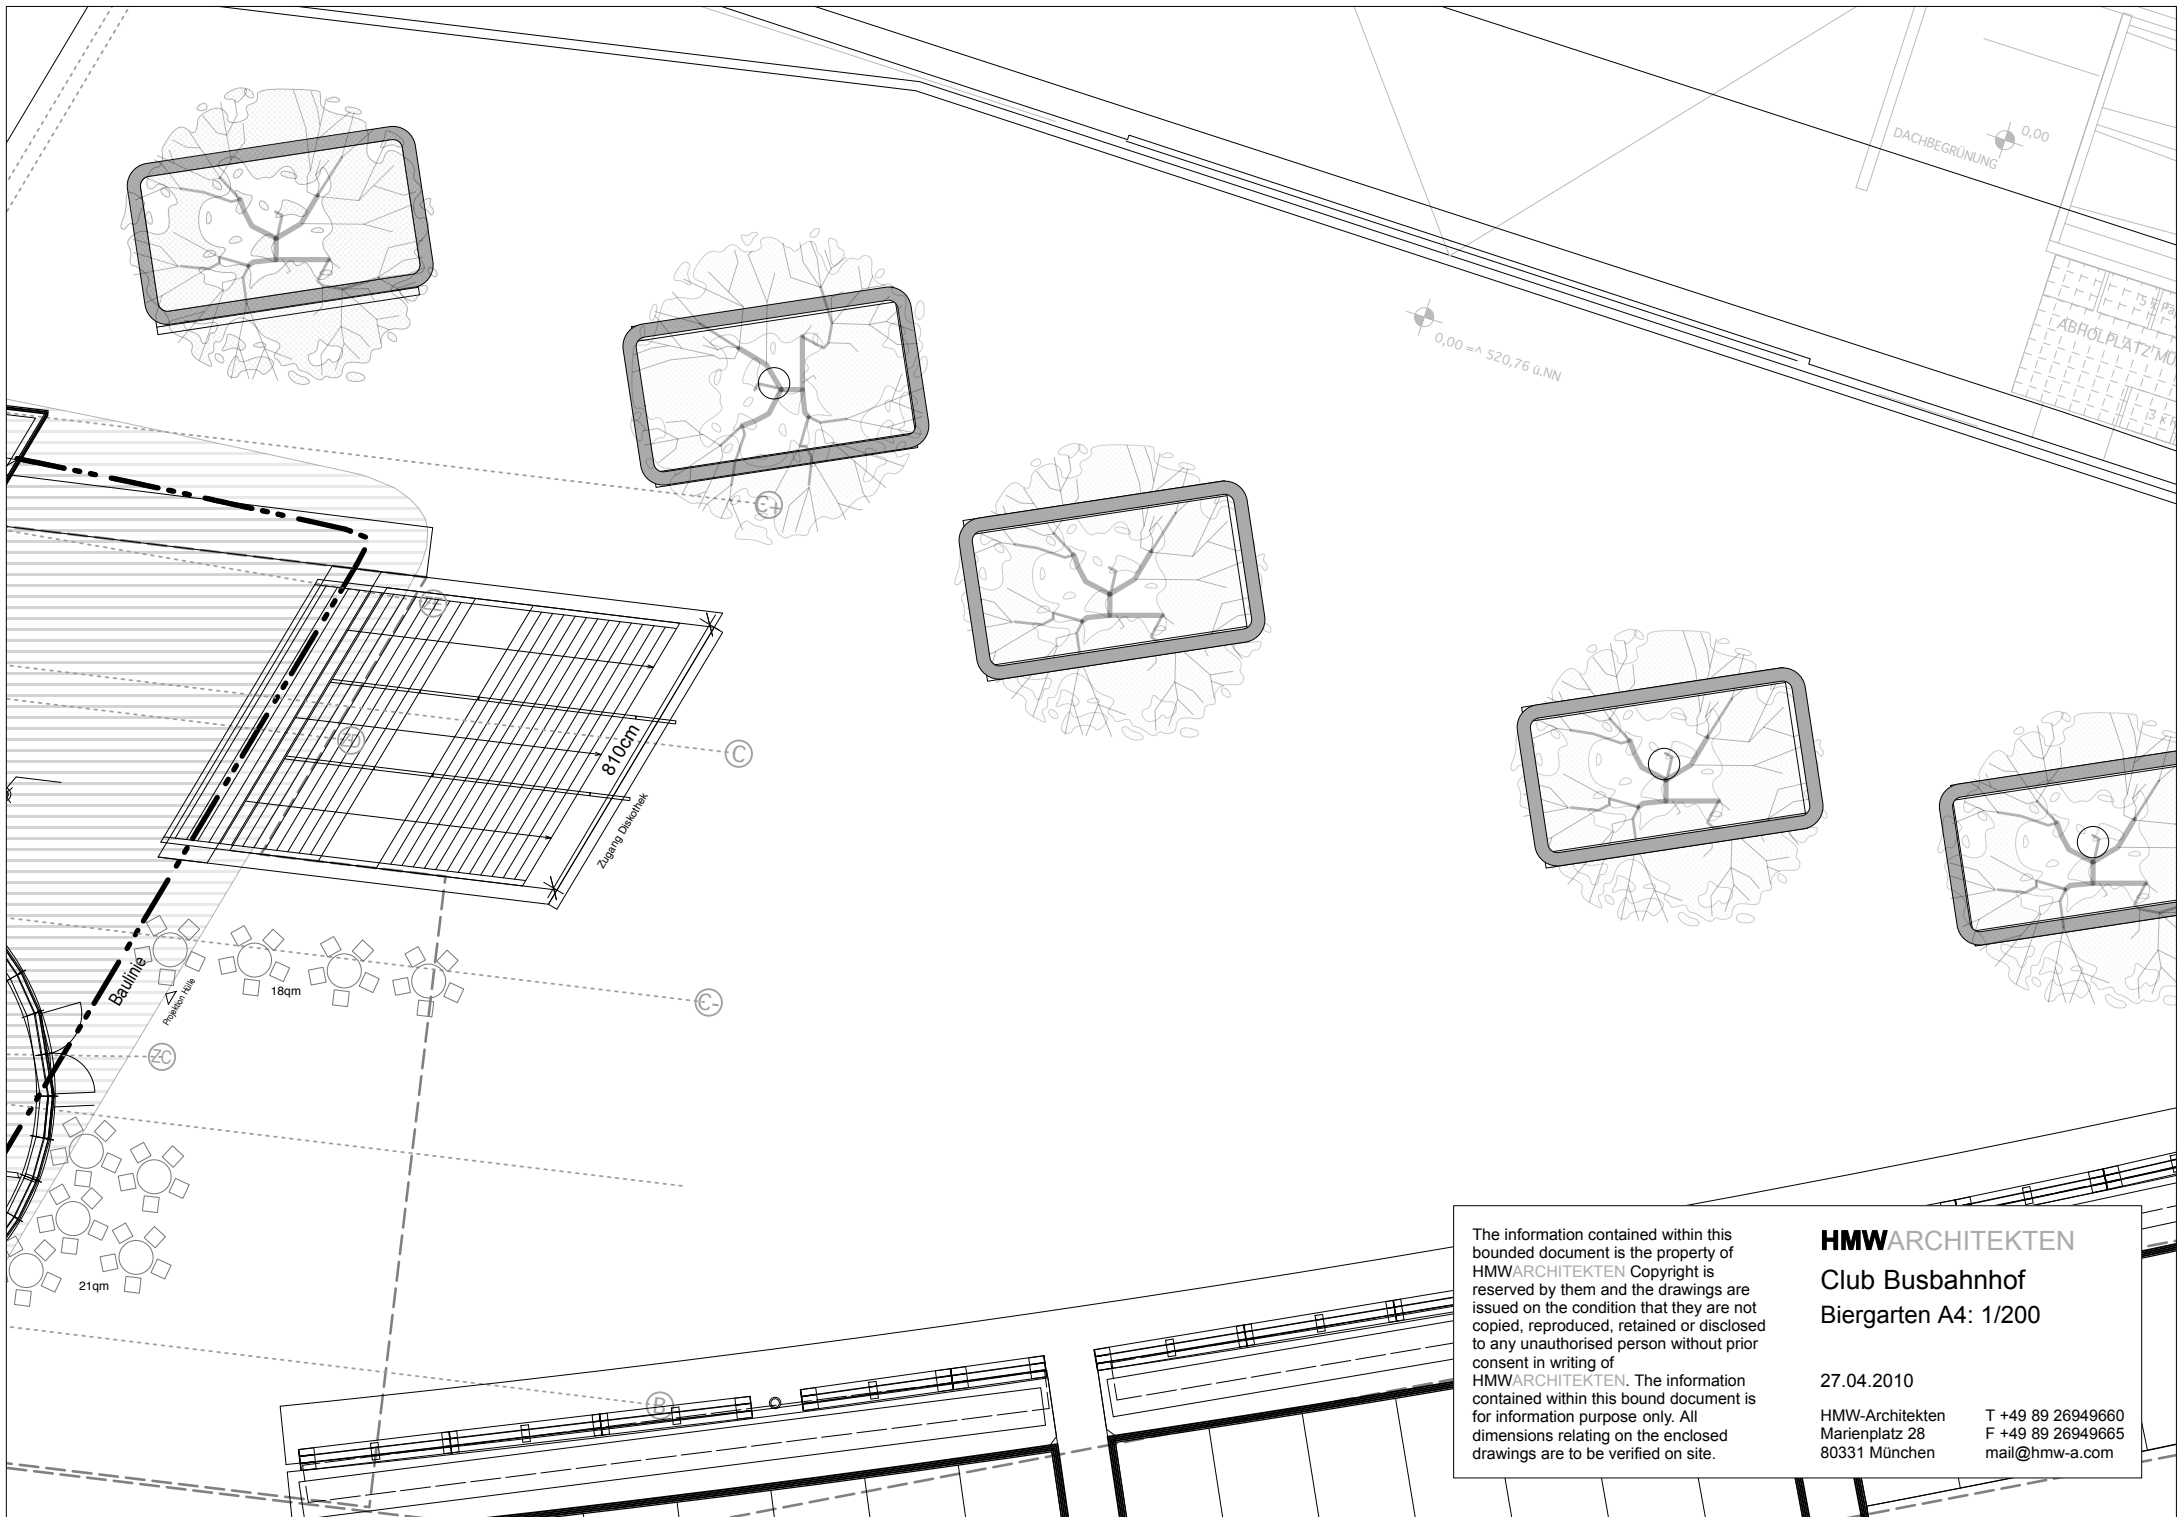 DACHBEGRÜNUNG
0,00
0,00 =^ 520,76 ü.NN
ABHOLPLATZ
C+
ZE
ZD
C
810cm
Zugang Diskothek
Baulinie
Projektion Hülle
18qm
C-
ZC
21qm
B
The information contained within this
bounded document is the property of
HMWARCHITEKTEN Copyright is
reserved by them and the drawings are
issued on the condition that they are not
copied, reproduced, retained or disclosed
to any unauthorised person without prior
consent in writing of
HMWARCHITEKTEN. The information
contained within this bound document is
for information purpose only. All
dimensions relating on the enclosed
drawings are to be verified on site.
HMWARCHITEKTEN
Club Busbahnhof
Biergarten A4: 1/200
27.04.2010
HMW-Architekten
Marienplatz 28
80331 München
T +49 89 26949660
F +49 89 26949665
mail@hmw-a.com